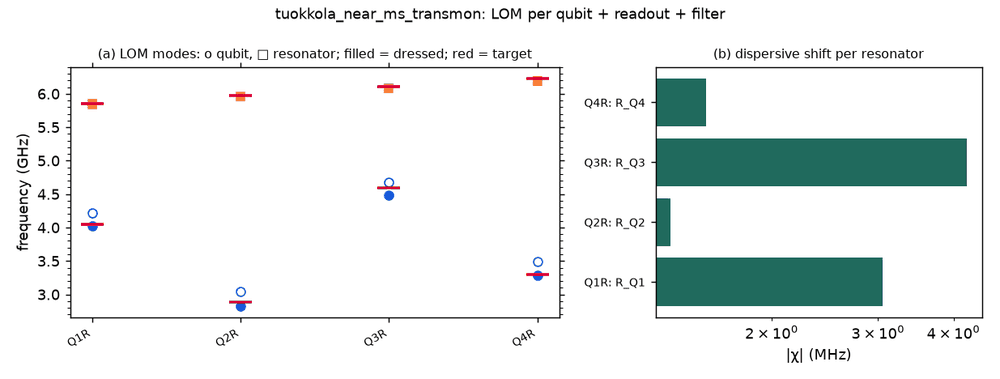 tuokkola_near_ms_transmon: LOM per qubit + readout + filter
(a) LOM modes: o qubit, □ resonator; filled = dressed; red = target
frequency (GHz)
6.0
5.5
5.0
4.5
4.0
3.5
3.0
Q1R
Q2R
Q3R
Q4R
(b) dispersive shift per resonator
Q4R: R_Q4
Q3R: R_Q3
Q2R: R_Q2
Q1R: R_Q1
2 × 10⁰
3 × 10⁰
4 × 10⁰
|χ| (MHz)